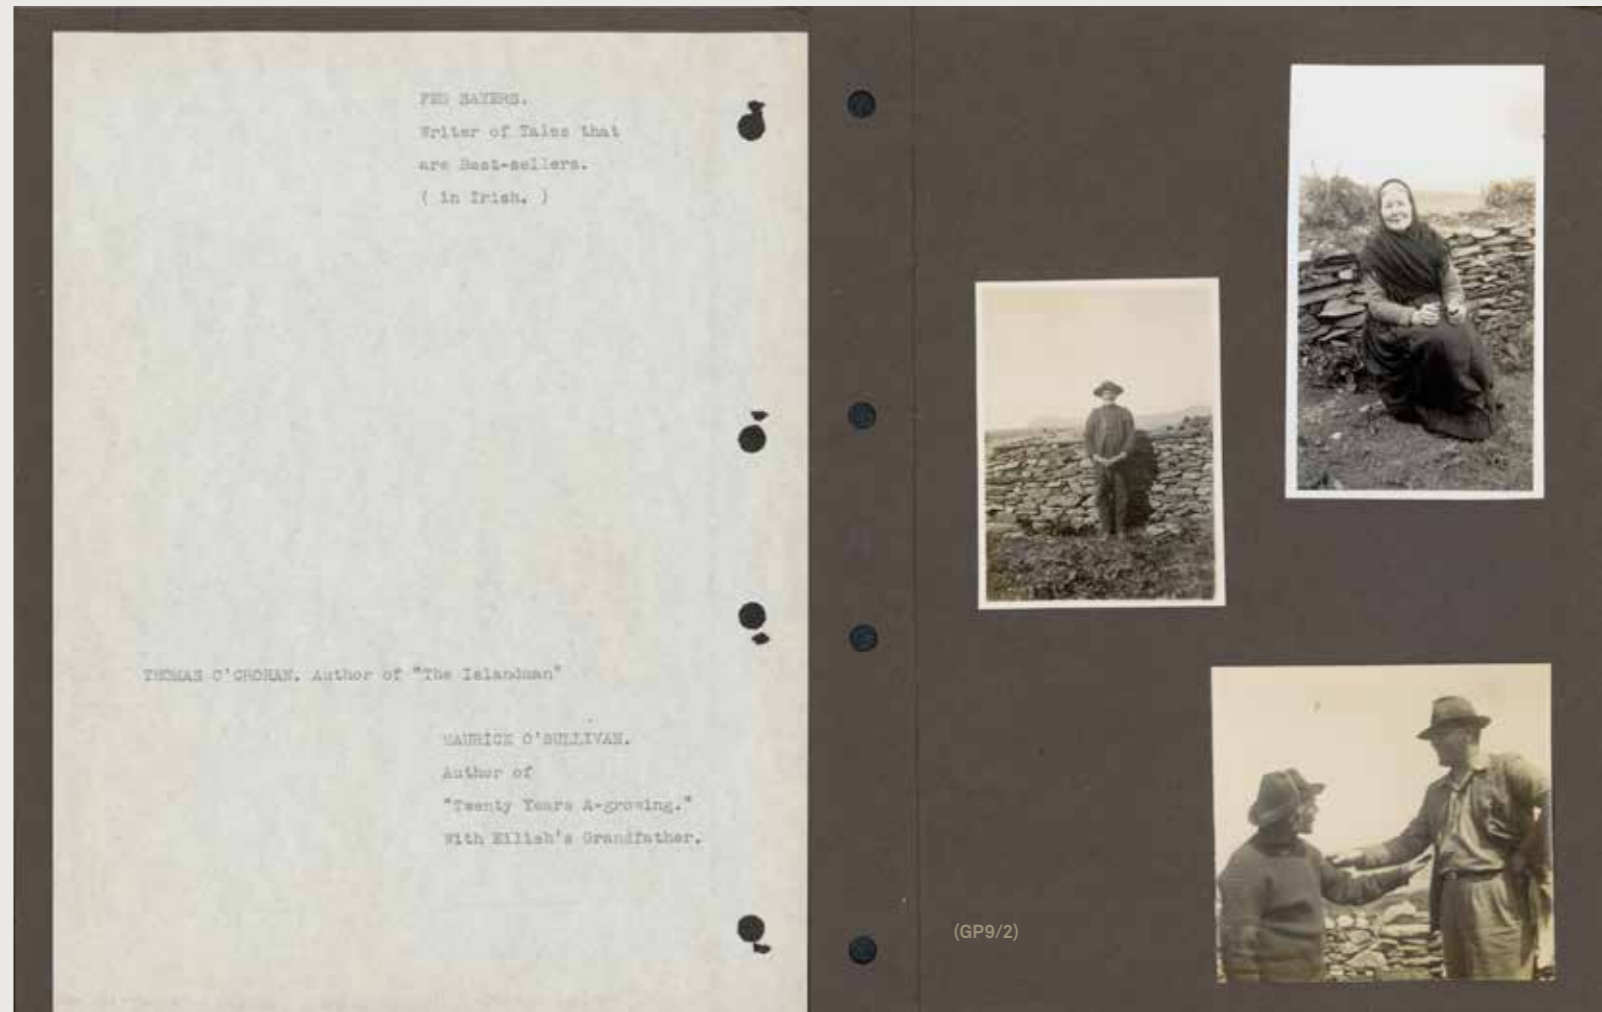 PEG SAYERS.
Writer of Tales that
are Best-sellers.
( in Irish. )
THOMAS O'CROHAN. Author of "The Islandman"
MAURICE O'SULLIVAN.
Author of
"Twenty Years A-growing."
With Eilish's Grandfather.
(GP9/2)